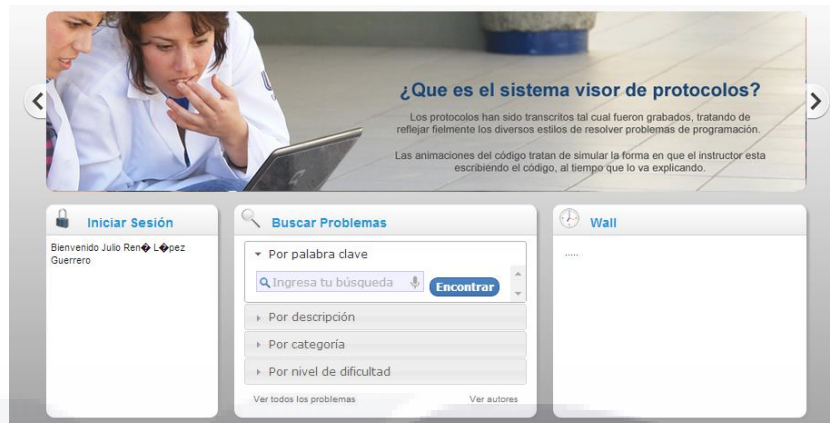 ¿Que es el sistema visor de protocolos?
Los protocolos han sido transcritos tal cual fueron grabados, tratando de
reflejar fielmente los diversos estilos de resolver problemas de programación.
Las animaciones del código tratan de simular la forma en que el instructor esta
escribiendo el código, al tiempo que lo va explicando.
Iniciar Sesión
Bienvenido Julio Ren� L�pez
Guerrero
Buscar Problemas
Por palabra clave
Ingresa tu búsqueda
Encontrar
Por descripción
Por categoría
Por nivel de dificultad
Ver todos los problemas
Ver autores
Wall
.....